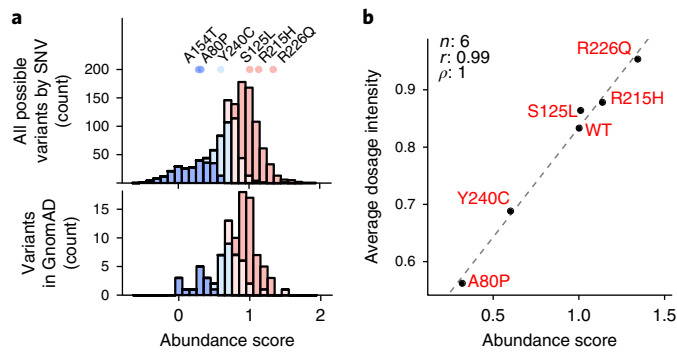 a
A154T
A80P
Y240C
S125L
R215H
R226Q
All possible
variants by SNV
(count)
200
150
100
50
Variants
in GnomAD
(count)
15
10
5
0
0
1
2
Abundance score
b
n: 6
r: 0.99
ρ: 1
R226Q
R215H
S125L
WT
Y240C
A80P
Average dosage intensity
0.9
0.8
0.7
0.6
0.5
1.0
1.5
Abundance score